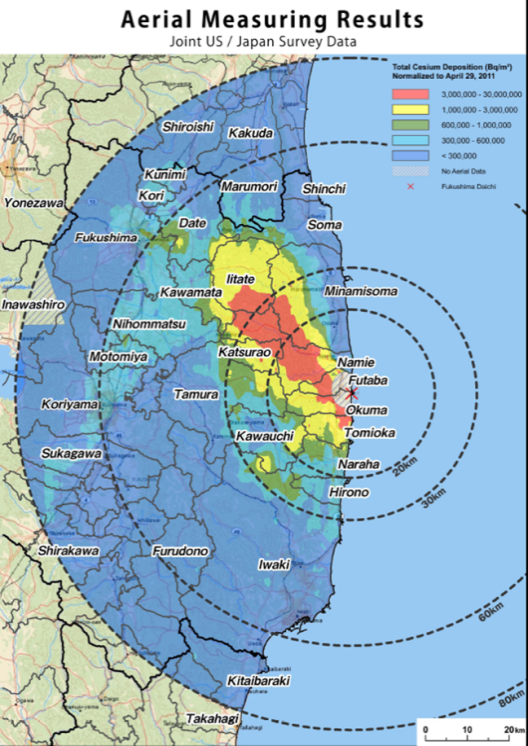 Aerial Measuring Results
Joint US / Japan Survey Data
Total Cesium Deposition (Bq/m²)
Normalized to April 29, 2011
3,000,000 - 30,000,000
1,000,000 - 3,000,000
600,000 - 1,000,000
300,000 - 600,000
< 300,000
No Aerial Data
Fukushima Daiichi
Shiroishi
Kakuda
Kunimi
Kori
Marumori
Shinchi
Yonezawa
Date
Soma
Fukushima
Iitate
Kawamata
Minamisoma
Inawashiro
Nihommatsu
Motomiya
Katsurao
Namie
Futaba
Tamura
Koriyama
Okuma
Kawauchi
Tomioka
Sukagawa
Naraha
20km
Hirono
30km
Shirakawa
Furudono
Iwaki
60km
Kitaibaraki
80km
Takahagi
0 10 20km